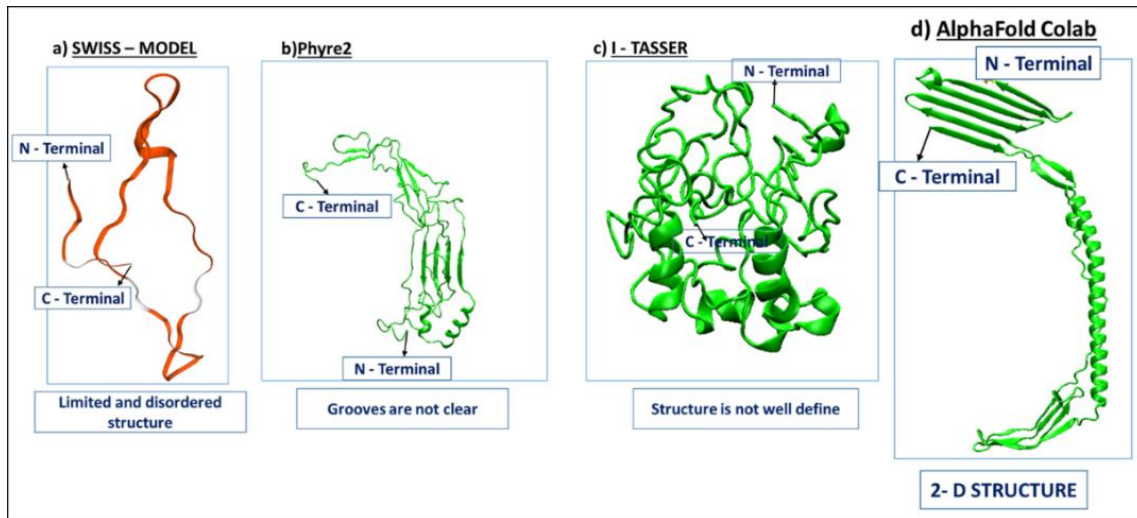 a) SWISS – MODEL
N - Terminal
C - Terminal
Limited and disordered
structure
b)Phyre2
C - Terminal
N - Terminal
Grooves are not clear
c) I - TASSER
N - Terminal
C - Terminal
Structure is not well define
d) AlphaFold Colab
N - Terminal
C - Terminal
2- D STRUCTURE